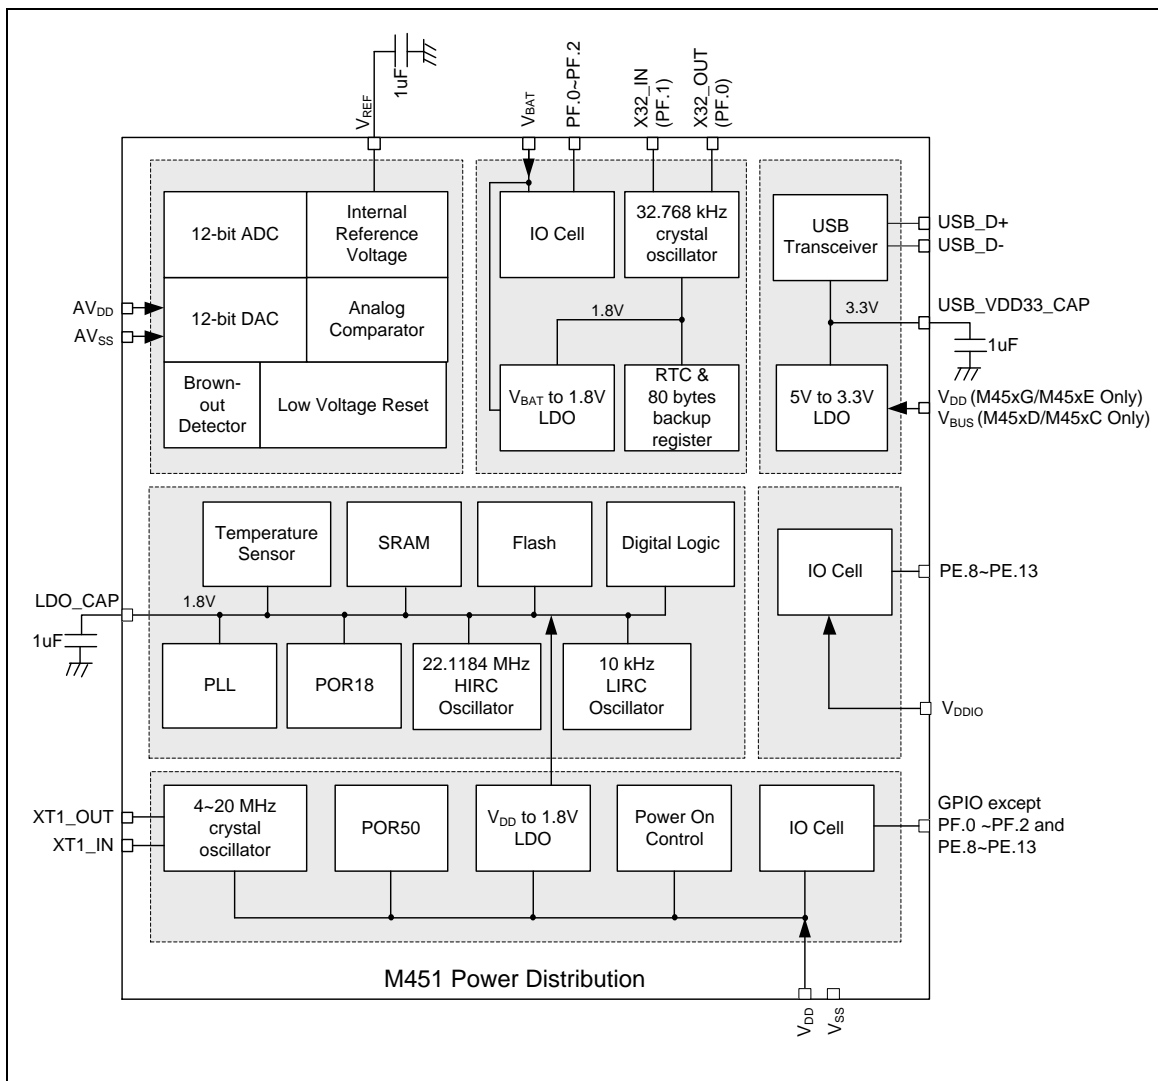 1uF
VREF
VBAT
PF.0~PF.2
X32_IN
(PF.1)
X32_OUT
(PF.0)
12-bit ADC
Internal
Reference
Voltage
IO Cell
32.768 kHz
crystal
oscillator
USB
Transceiver
USB_D+
USB_D-
AVDD
AVSS
12-bit DAC
Analog
Comparator
1.8V
3.3V
USB_VDD33_CAP
1uF
Brown-
out
Detector
Low Voltage Reset
VBAT to 1.8V
LDO
RTC &
80 bytes
backup
register
5V to 3.3V
LDO
VDD (M45xG/M45xE Only)
VBUS (M45xD/M45xC Only)
Temperature
Sensor
SRAM
Flash
Digital Logic
IO Cell
PE.8~PE.13
LDO_CAP
1.8V
1uF
PLL
POR18
22.1184 MHz
HIRC
Oscillator
10 kHz
LIRC
Oscillator
VDDIO
XT1_OUT
XT1_IN
4~20 MHz
crystal
oscillator
POR50
VDD to 1.8V
LDO
Power On
Control
IO Cell
GPIO except
PF.0 ~PF.2 and
PE.8~PE.13
M451 Power Distribution
VDD
VSS